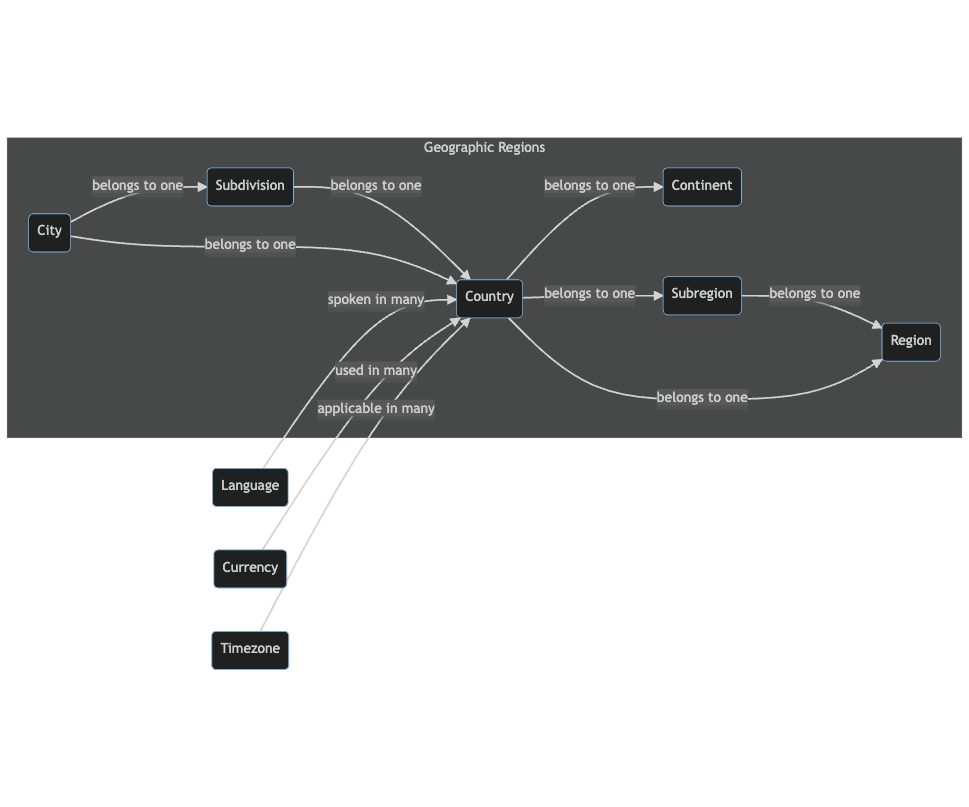 Geographic Regions
belongs to one
Subdivision
belongs to one
belongs to one
Continent
City
belongs to one
spoken in many
Country
belongs to one
Subregion
belongs to one
Region
used in many
belongs to one
applicable in many
Language
Currency
Timezone